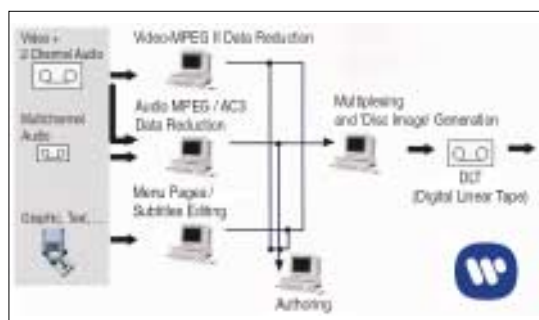 Video +
2 Channel Audio
Video-MPEG II Data Reduction
Multichannel
Audio
Audio MPEG / AC3
Data Reduction
Multiplexing
and 'Disc Image' Generation
DLT
(Digital Linear Tape)
Menu Pages /
Subtitles Editing
Graphic, Text, ...
Authoring